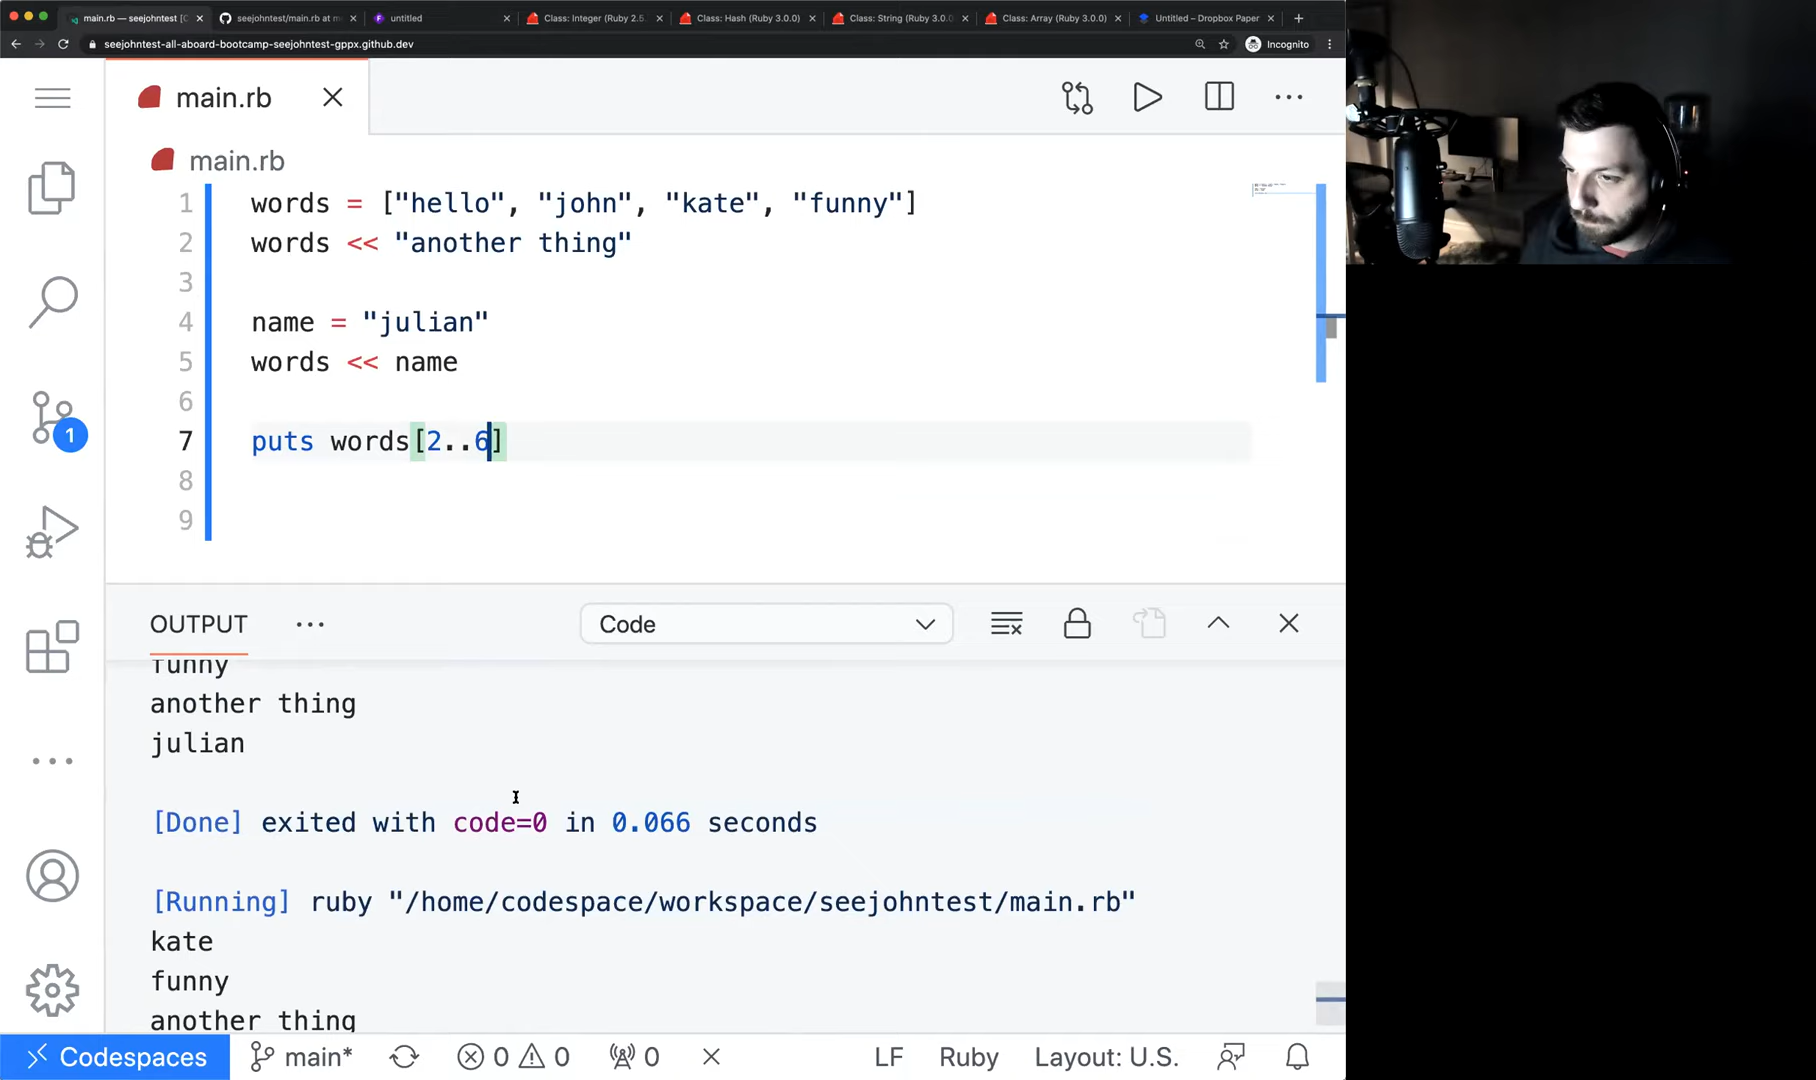 main.rb — seejohntest [C
seejohntest/main.rb at m
untitled
Class: Integer (Ruby 2.5.
Class: Hash (Ruby 3.0.0)
Class: String (Ruby 3.0.0
Class: Array (Ruby 3.0.0)
Untitled – Dropbox Paper
seejohntest-all-aboard-bootcamp-seejohntest-gppx.github.dev
Incognito
main.rb
main.rb
1 words = ["hello", "john", "kate", "funny"]
2 words << "another thing"
3
4 name = "julian"
5 words << name
6
7 puts words[2..6]
8
9
1
OUTPUT
Code
funny
another thing
julian
[Done] exited with code=0 in 0.066 seconds
[Running] ruby "/home/codespace/workspace/seejohntest/main.rb"
kate
funny
another thing
Codespaces main* 0 0 0 LF Ruby Layout: U.S.